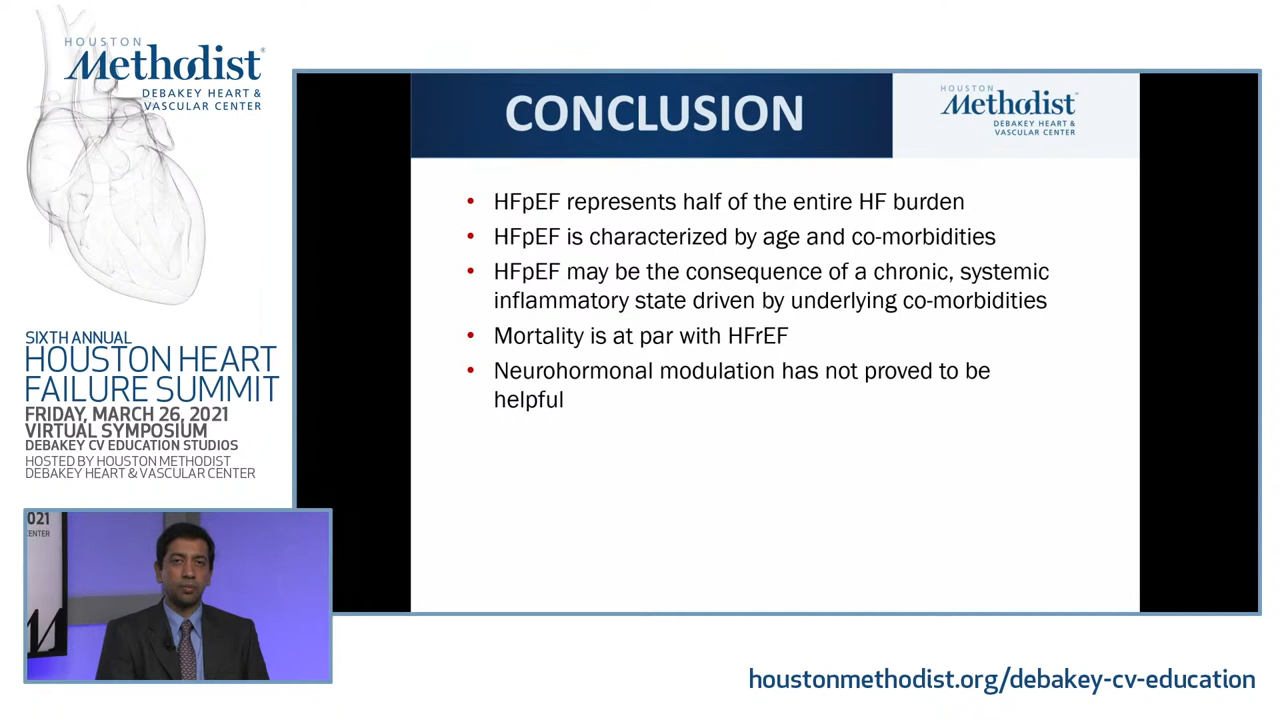 HOUSTON
Methodist
DEBAKEY HEART &
VASCULAR CENTER
SIXTH ANNUAL
HOUSTON HEART
FAILURE SUMMIT
FRIDAY, MARCH 26, 2021
VIRTUAL SYMPOSIUM
DEBAKEY CV EDUCATION STUDIOS
HOSTED BY HOUSTON METHODIST
DEBAKEY HEART & VASCULAR CENTER
CONCLUSION
HOUSTON
Methodist
DEBAKEY HEART &
VASCULAR CENTER
• HFpEF represents half of the entire HF burden
• HFpEF is characterized by age and co-morbidities
• HFpEF may be the consequence of a chronic, systemic
inflammatory state driven by underlying co-morbidities
• Mortality is at par with HFrEF
• Neurohormonal modulation has not proved to be
helpful
021
CENTER
houstonmethodist.org/debakey-cv-education